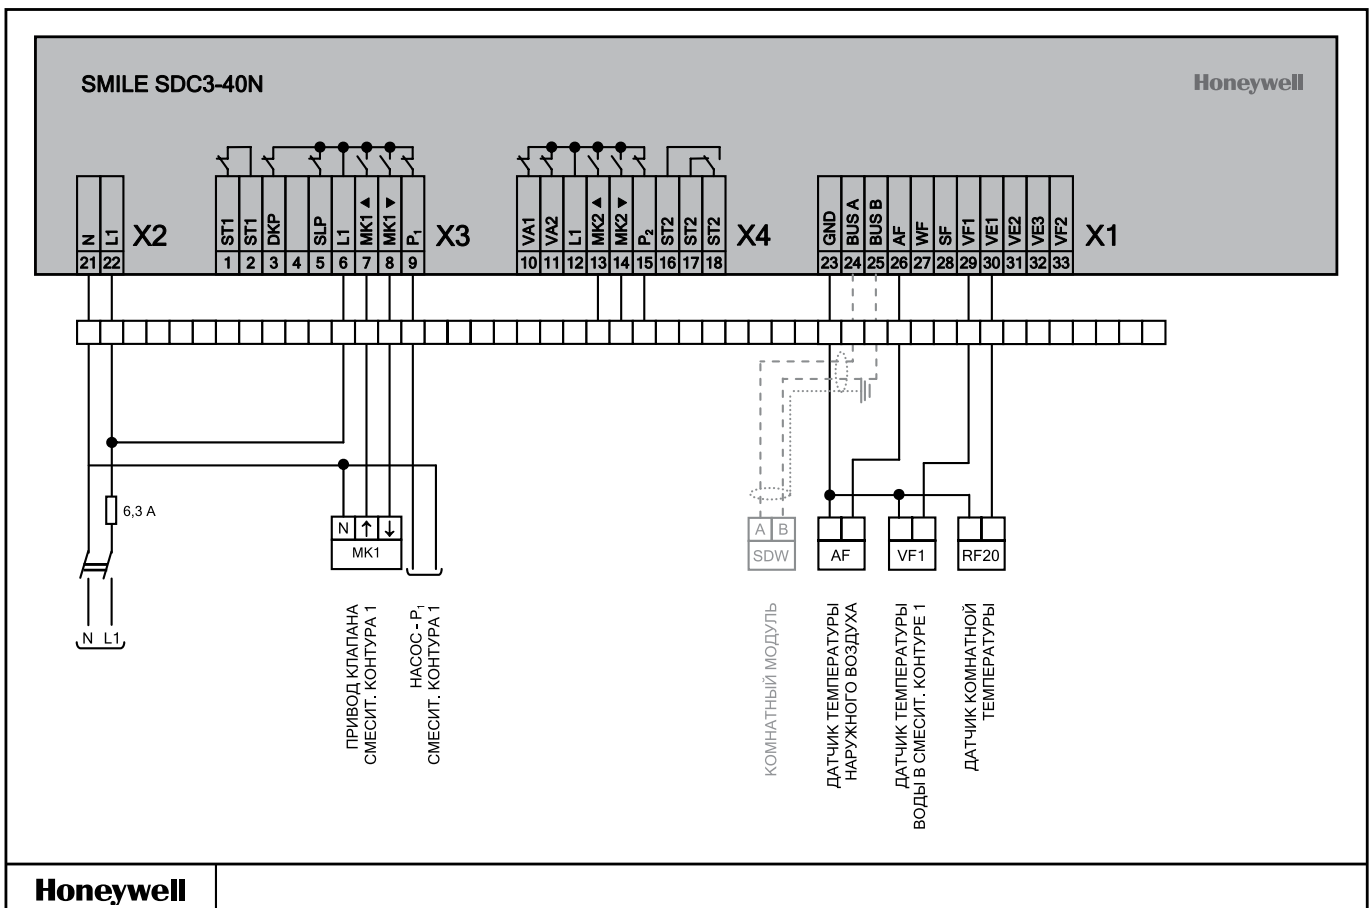 SMILE SDC3-40N
Honeywell
N L1 X2
21 22
ST1 ST1 DKP SLP L1 MK1▲ MK1▼ P₁ X3
1 2 3 4 5 6 7 8 9
VA1 VA2 L1 MK2▲ MK2▼ P₂ ST2 ST2 ST2 X4
10 11 12 13 14 15 16 17 18
GND BUS A BUS B AF WF SF VF1 VE1 VE2 VE3 VF2 X1
23 24 25 26 27 28 29 30 31 32 33
6,3 A
N L1
N ↑ ↓
MK1
A B
SDW
AF
VF1
RF20
ПРИВОД КЛАПАНА
СМЕСИТ. КОНТУРА 1
НАСОС - P₁
СМЕСИТ. КОНТУРА 1
КОМНАТНЫЙ МОДУЛЬ
ДАТЧИК ТЕМПЕРАТУРЫ
НАРУЖНОГО ВОЗДУХА
ДАТЧИК ТЕМПЕРАТУРЫ
ВОДЫ В СМЕСИТ. КОНТУРЕ 1
ДАТЧИК КОМНАТНОЙ
ТЕМПЕРАТУРЫ
Honeywell